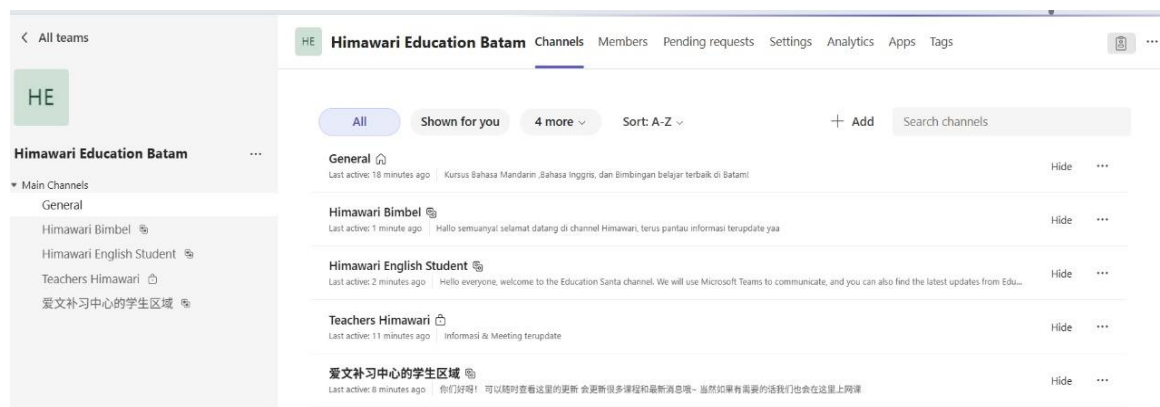 All teams
HE
Himawari Education Batam
Main Channels
General
Himawari Bimbel
Himawari English Student
Teachers Himawari
爱文补习中心的学生区域
HE Himawari Education Batam Channels Members Pending requests Settings Analytics Apps Tags
All Shown for you 4 more Sort: A-Z + Add Search channels
General
Last active: 18 minutes ago Kursus Bahasa Mandarin ,Bahasa Inggris, dan Bimbingan belajar terbaik di Batam!
Hide
Himawari Bimbel
Last active: 1 minute ago Hallo semuanya! selamat datang di channel Himawari, terus pantau informasi terupdate yaa
Hide
Himawari English Student
Last active: 2 minutes ago Hello everyone, welcome to the Education Santa channel. We will use Microsoft Teams to communicate, and you can also find the latest updates from Edu...
Hide
Teachers Himawari
Last active: 11 minutes ago Informasi & Meeting terupdate
Hide
爱文补习中心的学生区域
Last active: 8 minutes ago 你们好呀! 可以随时查看这里的更新 会更新很多课程和最新消息哦~ 当然如果有需要的话我们也会在这里上网课
Hide